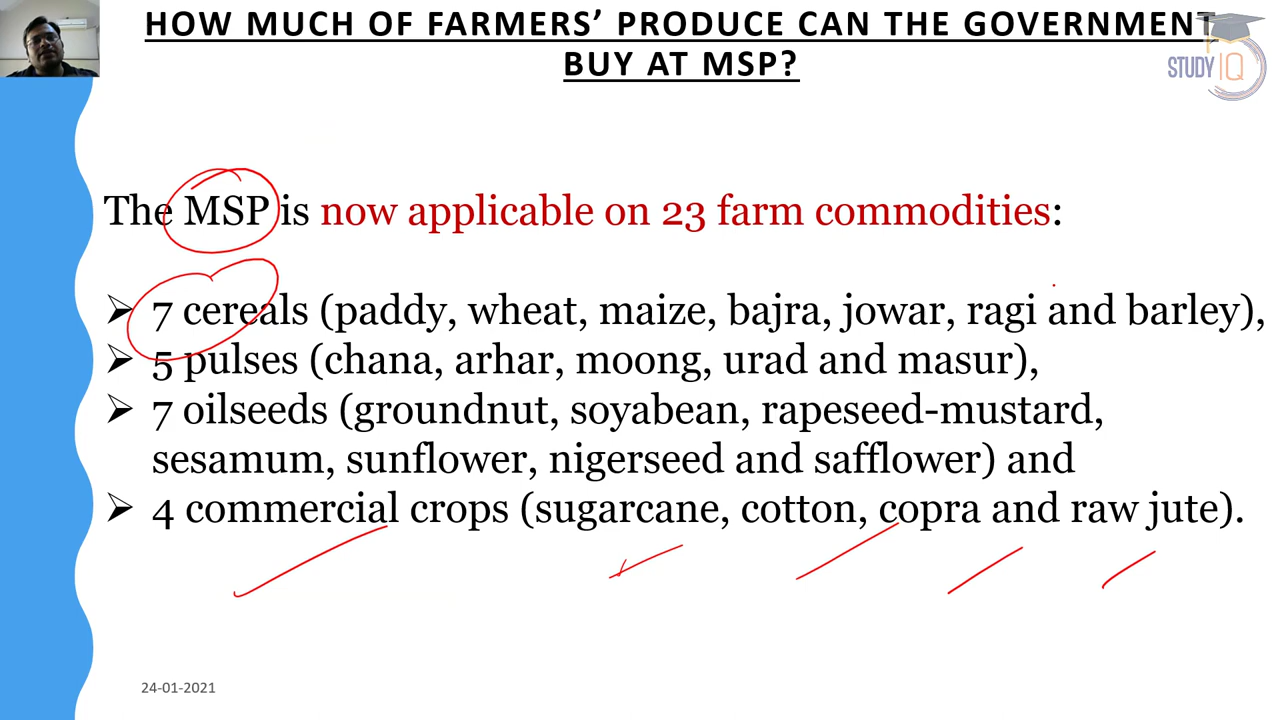 HOW MUCH OF FARMERS’ PRODUCE CAN THE GOVERNMENT
BUY AT MSP?
STUDY IQ
The MSP is now applicable on 23 farm commodities:
➢ 7 cereals (paddy, wheat, maize, bajra, jowar, ragi and barley),
➢ 5 pulses (chana, arhar, moong, urad and masur),
➢ 7 oilseeds (groundnut, soyabean, rapeseed-mustard,
sesamum, sunflower, nigerseed and safflower) and
➢ 4 commercial crops (sugarcane, cotton, copra and raw jute).
24-01-2021